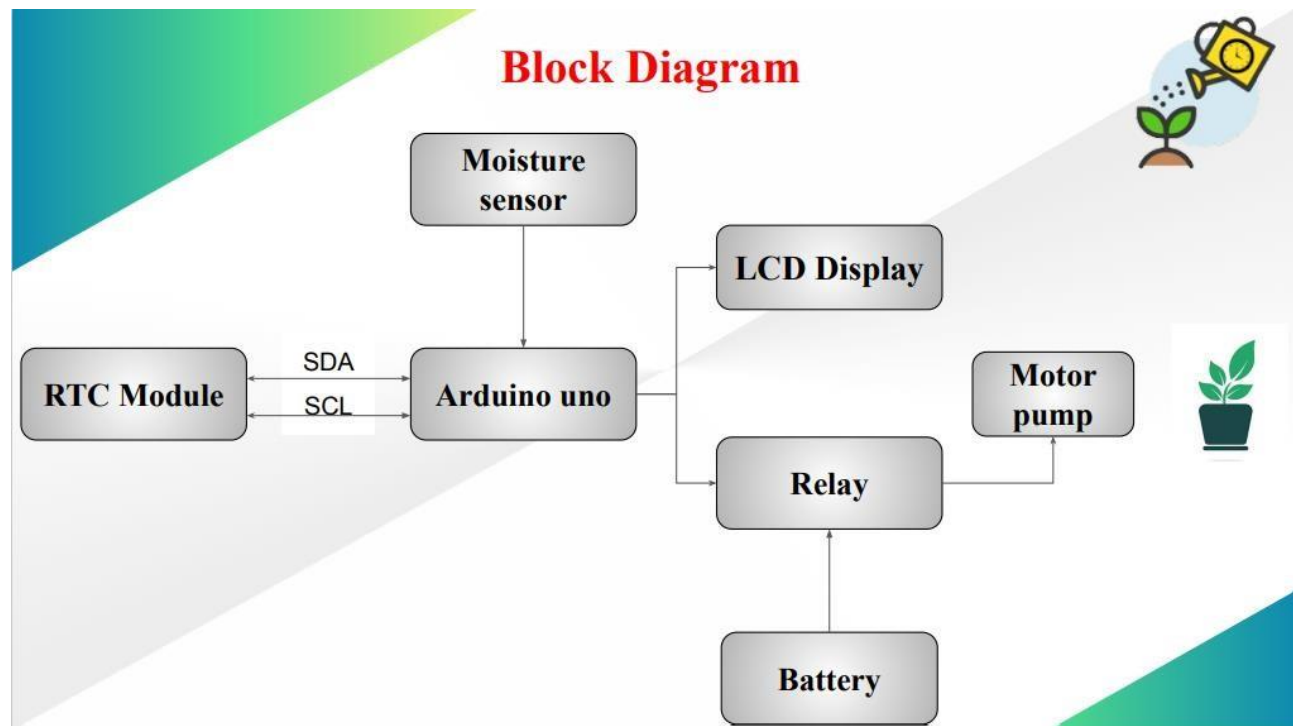 Block Diagram
Moisture
sensor
LCD Display
RTC Module
SDA
SCL
Arduino uno
Motor
pump
Relay
Battery